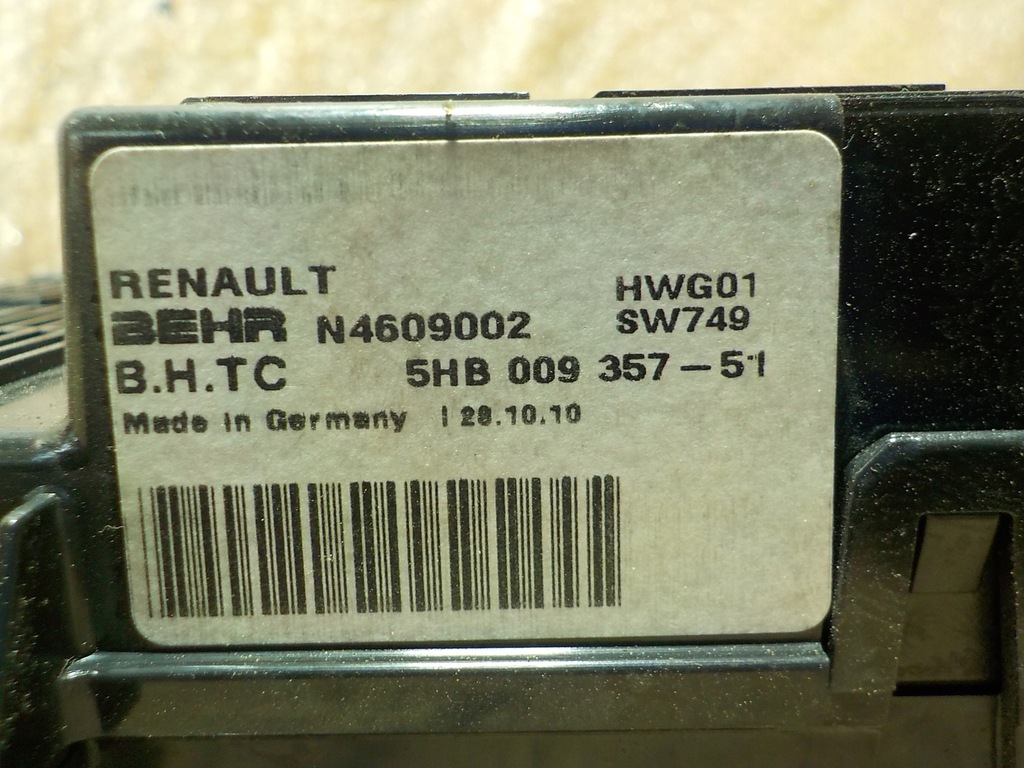 RENAULT HWG01
BEHR N4609002 SW749
B.H.TC 5HB 009 357-51
Made in Germany | 28.10.10